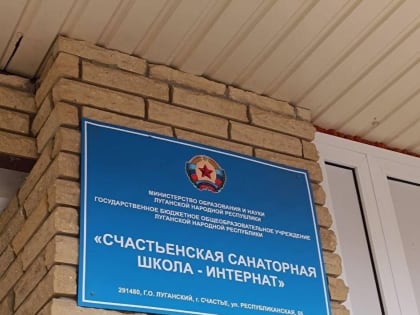 МИНИСТЕРСТВО ОБРАЗОВАНИЯ И НАУКИ
ЛУГАНСКОЙ НАРОДНОЙ РЕСПУБЛИКИ
ГОСУДАРСТВЕННОЕ БЮДЖЕТНОЕ ОБЩЕОБРАЗОВАТЕЛЬНОЕ УЧРЕЖДЕНИЕ
ЛУГАНСКОЙ НАРОДНОЙ РЕСПУБЛИКИ
«СЧАСТЬЕНСКАЯ САНАТОРНАЯ
ШКОЛА - ИНТЕРНАТ»
291480, Г.О. ЛУГАНСКИЙ, г. СЧАСТЬЕ, ул. РЕСПУБЛИКАНСКАЯ,